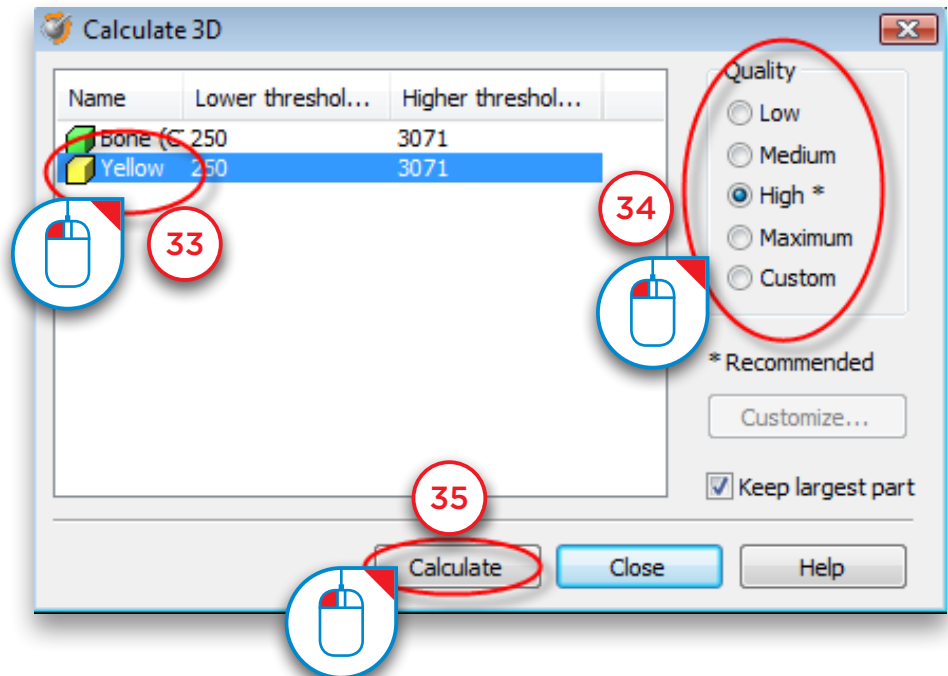 Calculate 3D
Name Lower threshol... Higher threshol...
Bone (C 250 3071
Yellow 250 3071
33
Quality
Low
Medium
High *
Maximum
Custom
34
* Recommended
Customize...
Keep largest part
35
Calculate Close Help